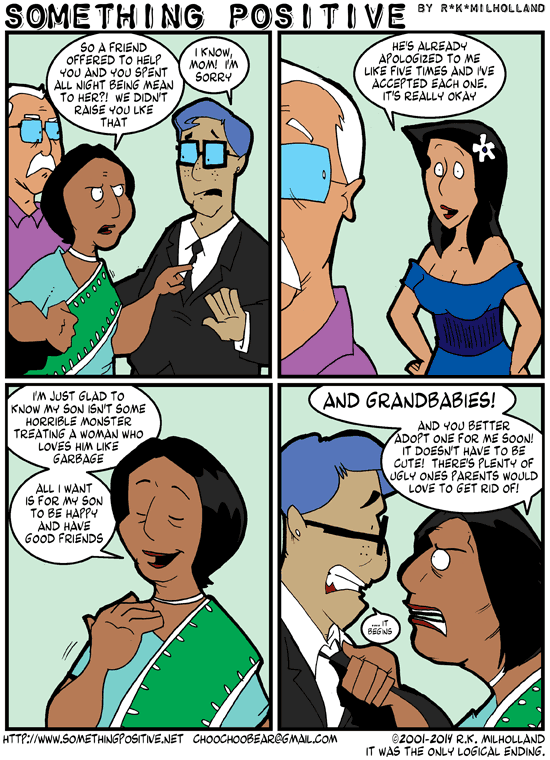 SOMETHING POSITIVE BY R*K*MILHOLLAND
SO A FRIEND
OFFERED TO HELP
YOU AND YOU SPENT
ALL NIGHT BEING MEAN
TO HER?! WE DIDN'T
RAISE YOU LKE
THAT
I KNOW,
MOM! I'M
SORRY
HE'S ALREADY
APOLOGIZED TO ME
LIKE FIVE TIMES AND I'VE
ACCEPTED EACH ONE.
IT'S REALLY OKAY
I'M JUST GLAD TO
KNOW MY SON ISN'T SOME
HORRIBLE MONSTER
TREATING A WOMAN WHO
LOVES HIM LIKE
GARBAGE
ALL I WANT
IS FOR MY SON
TO BE HAPPY
AND HAVE
GOOD FRIENDS
AND GRANDBABIES!
AND YOU BETTER
ADOPT ONE FOR ME SOON!
IT DOESN'T HAVE TO BE
CUTE! THERE'S PLENTY OF
UGLY ONES PARENTS WOULD
LOVE TO GET RID OF!
.... IT
BEGINS
HTTP://WWW.SOMETHINGPOSITIVE.NET CHOOCHOOBEAR@GMAIL.COM
©2001-2014 R.K. MILHOLLAND
IT WAS THE ONLY LOGICAL ENDING.